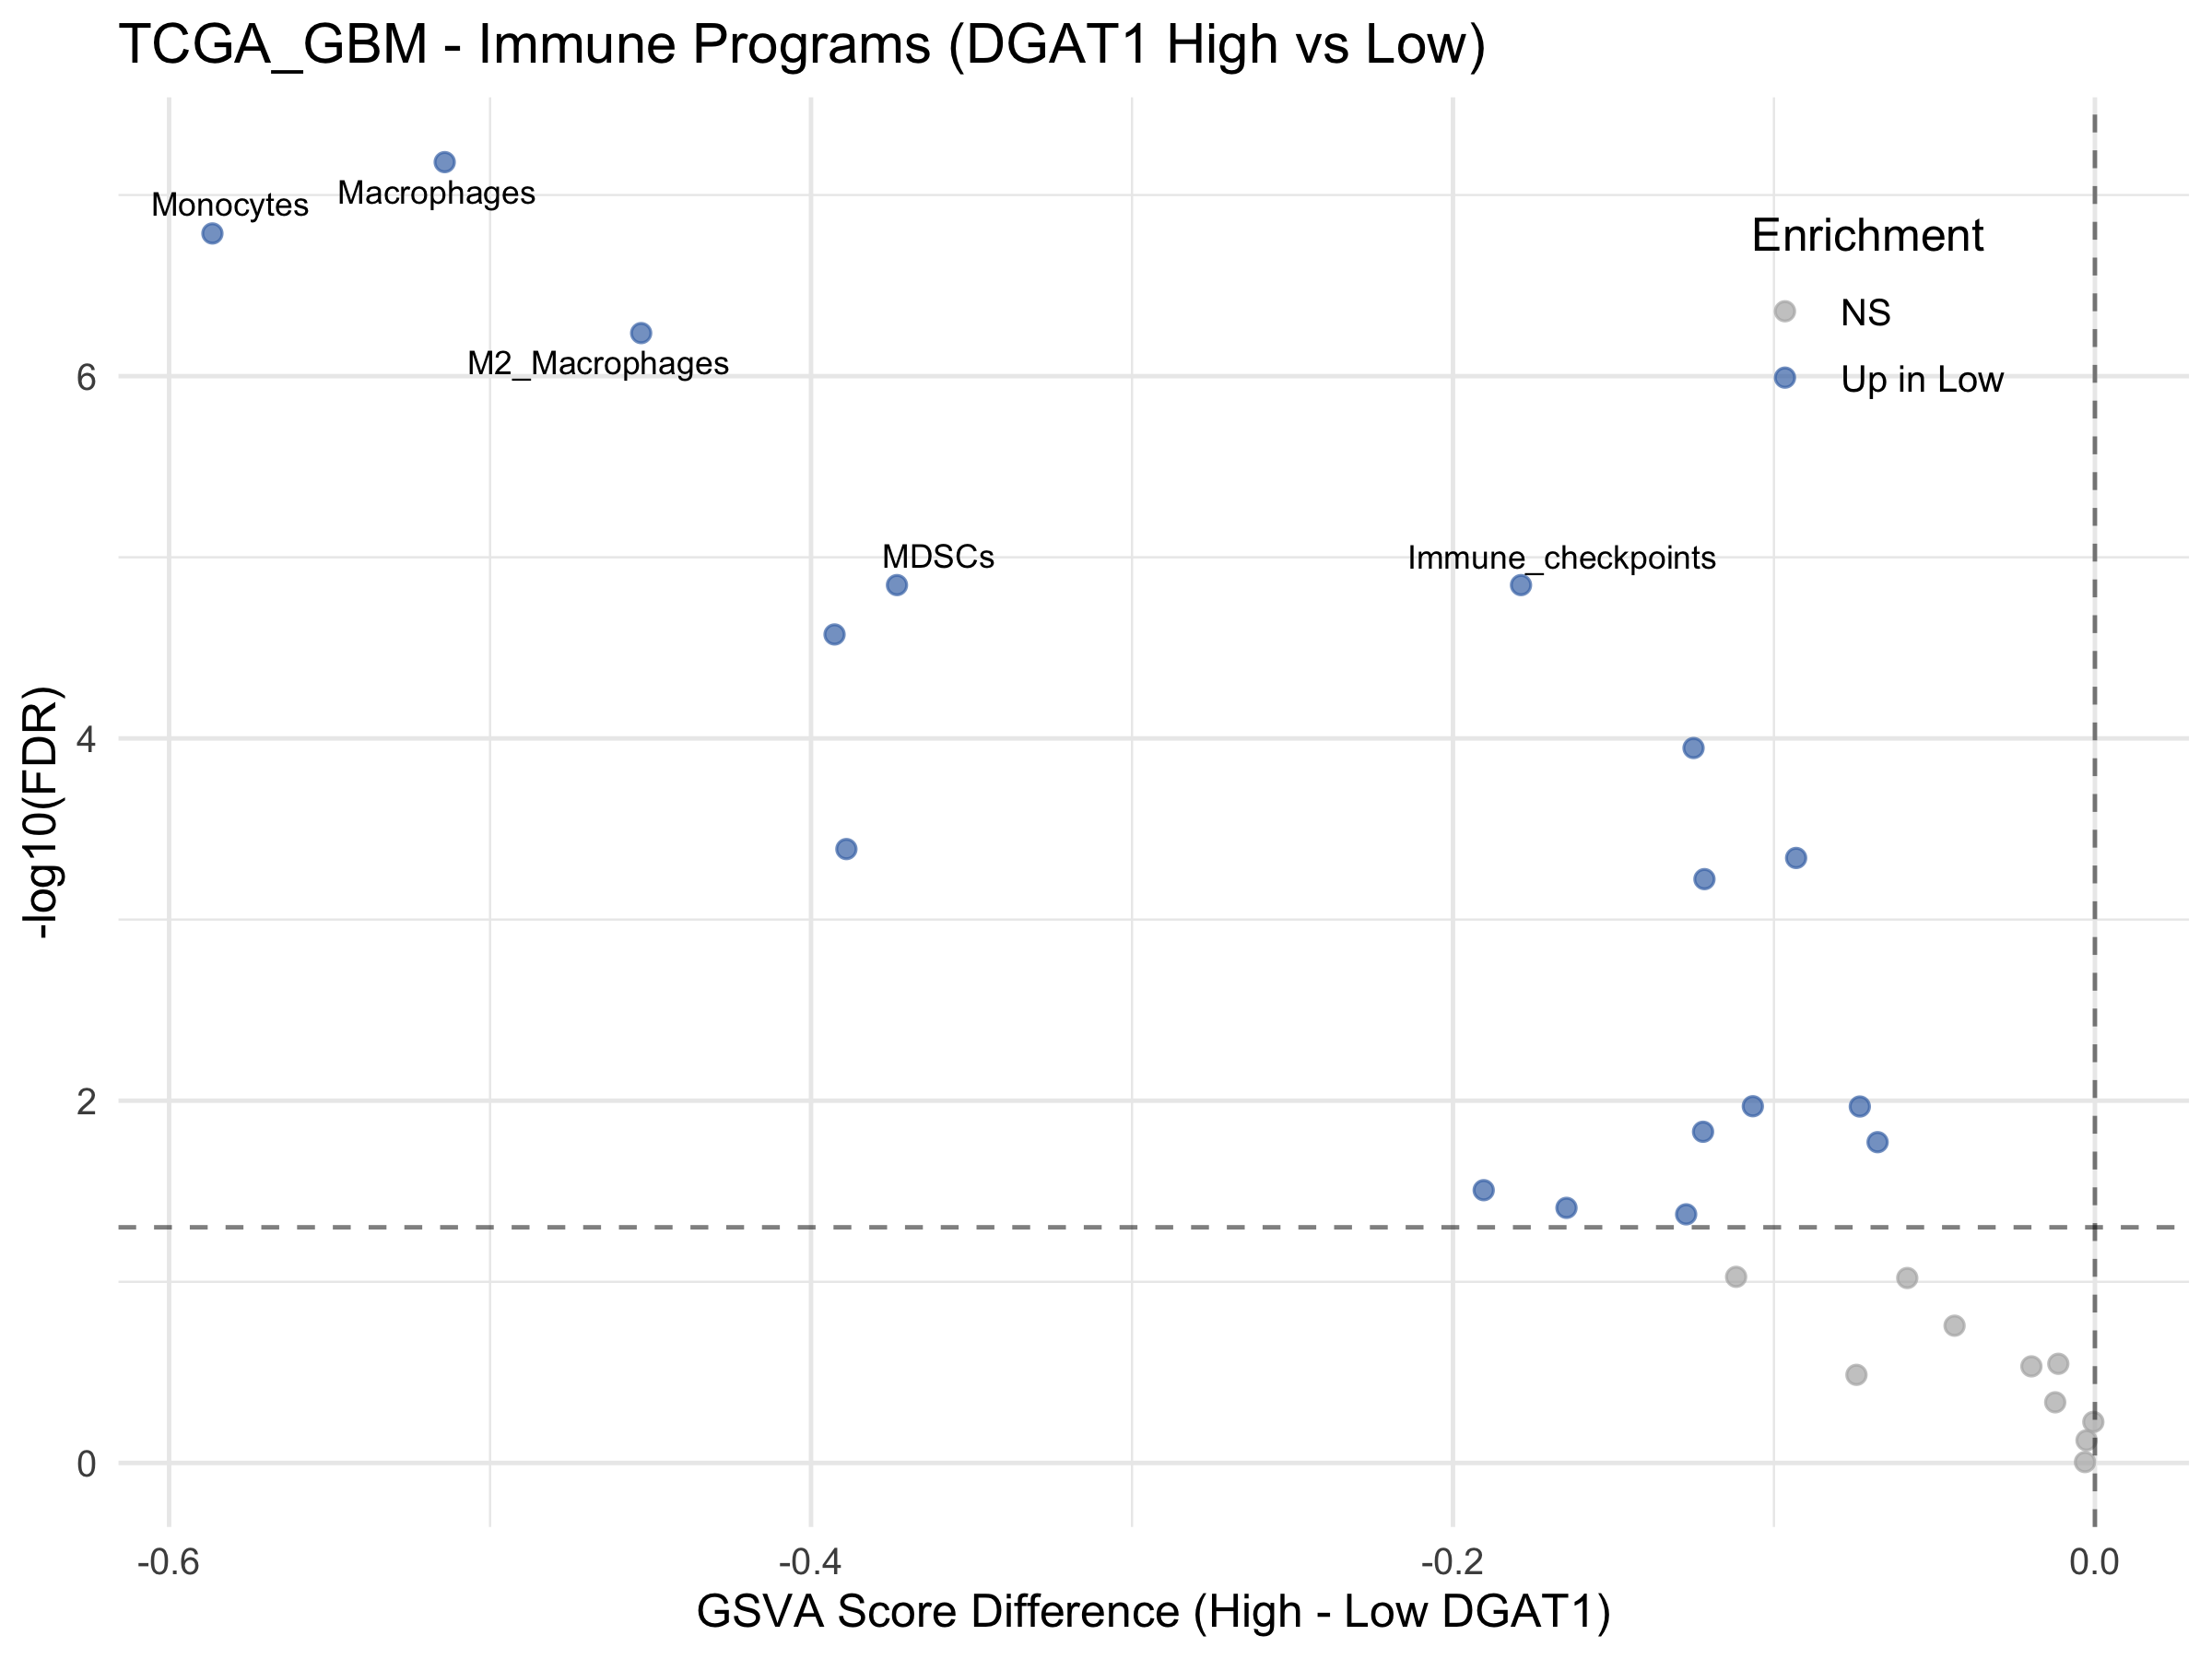 TCGA_GBM - Immune Programs (DGAT1 High vs Low)
Monocytes
Macrophages
M2_Macrophages
MDSCs
Immune_checkpoints
Enrichment
NS
Up in Low
-log10(FDR)
6
4
2
0
-0.6
-0.4
-0.2
0.0
GSVA Score Difference (High - Low DGAT1)